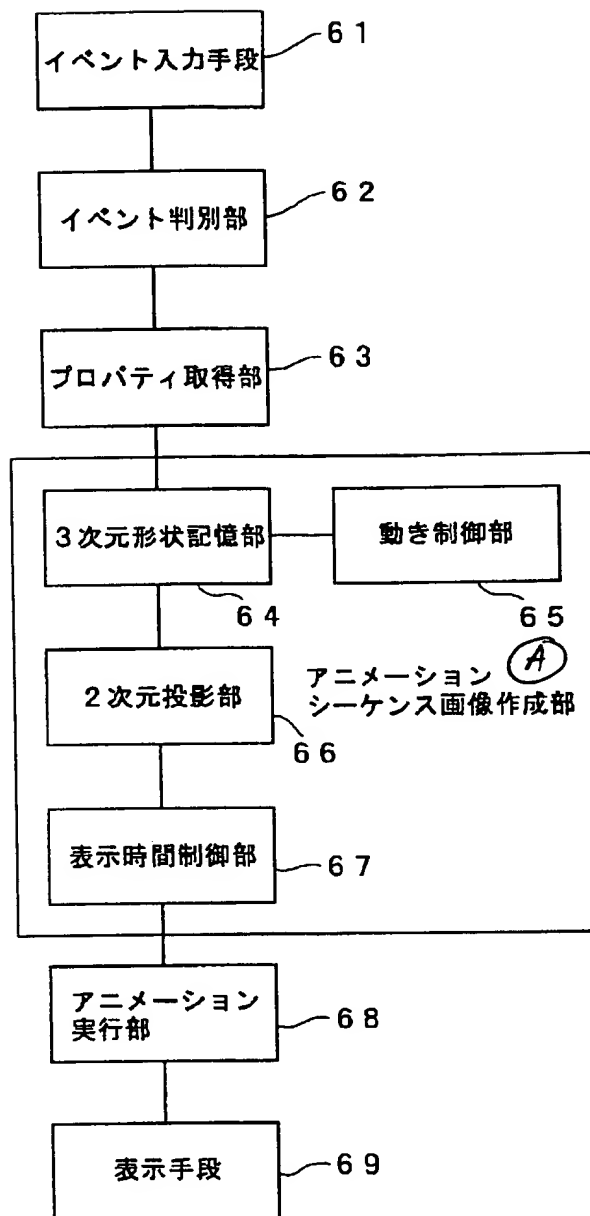 イベント入力手段
61
イベント判別部
62
プロパティ取得部
63
3次元形状記憶部
動き制御部
64
65
アニメーション
シーケンス画像作成部
A
2次元投影部
66
表示時間制御部
67
アニメーション
実行部
68
表示手段
69